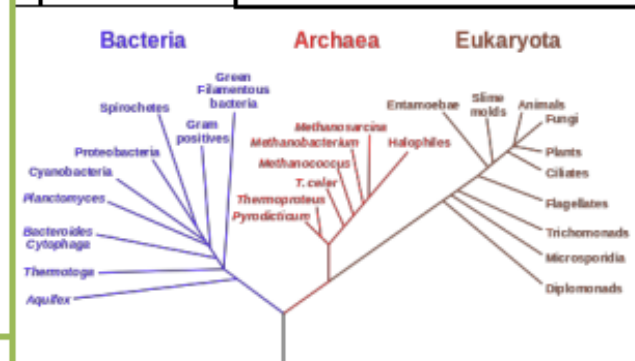 Bacteria
Archaea
Eukaryota
Green
Filamentous
bacteria
Spirochetes
Gram
positives
Proteobacteria
Cyanobacteria
Planctomyces
Bacteroides
Cytophaga
Thermotoga
Aquifex
Methanosarcina
Methanobacterium
Halophiles
Methanococcus
T. celer
Thermoproteus
Pyrodicticum
Entamoebae
Slime
molds
Animals
Fungi
Plants
Ciliates
Flagellates
Trichomonads
Microsporidia
Diplomonads